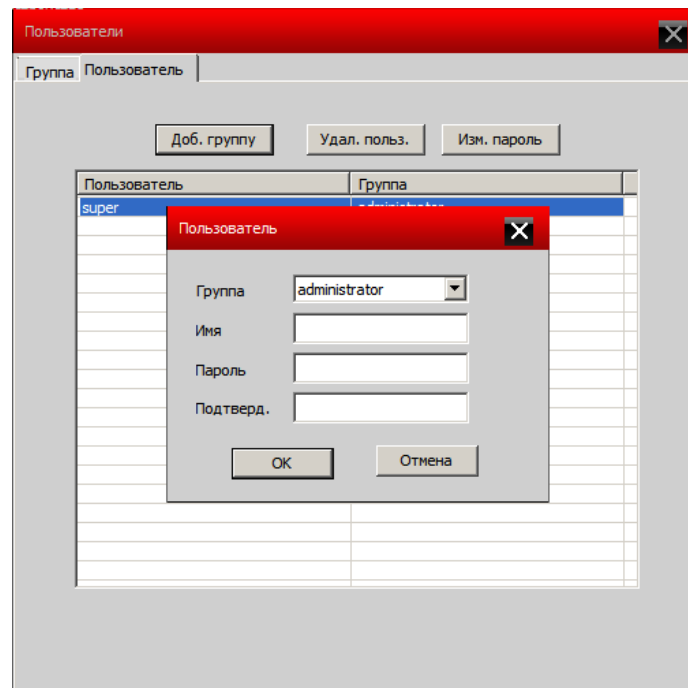 Пользователи
Группа Пользователь
Доб. группу Удал. польз. Изм. пароль
Пользователь Группа
super administrator
Пользователь
Группа administrator
Имя
Пароль
Подтверд.
OK Отмена